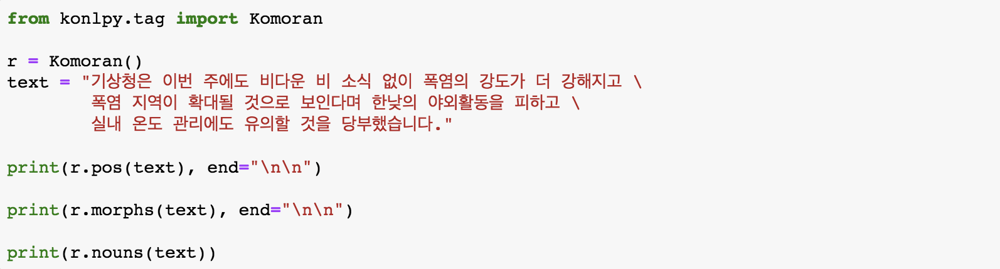 from konlpy.tag import Komoran
r = Komoran()
text = "기상청은 이번 주에도 비다운 비 소식 없이 폭염의 강도가 더 강해지고 \
폭염 지역이 확대될 것으로 보인다며 한낮의 야외활동을 피하고 \
실내 온도 관리에도 유의할 것을 당부했습니다."
print(r.pos(text), end="\n\n")
print(r.morphs(text), end="\n\n")
print(r.nouns(text))